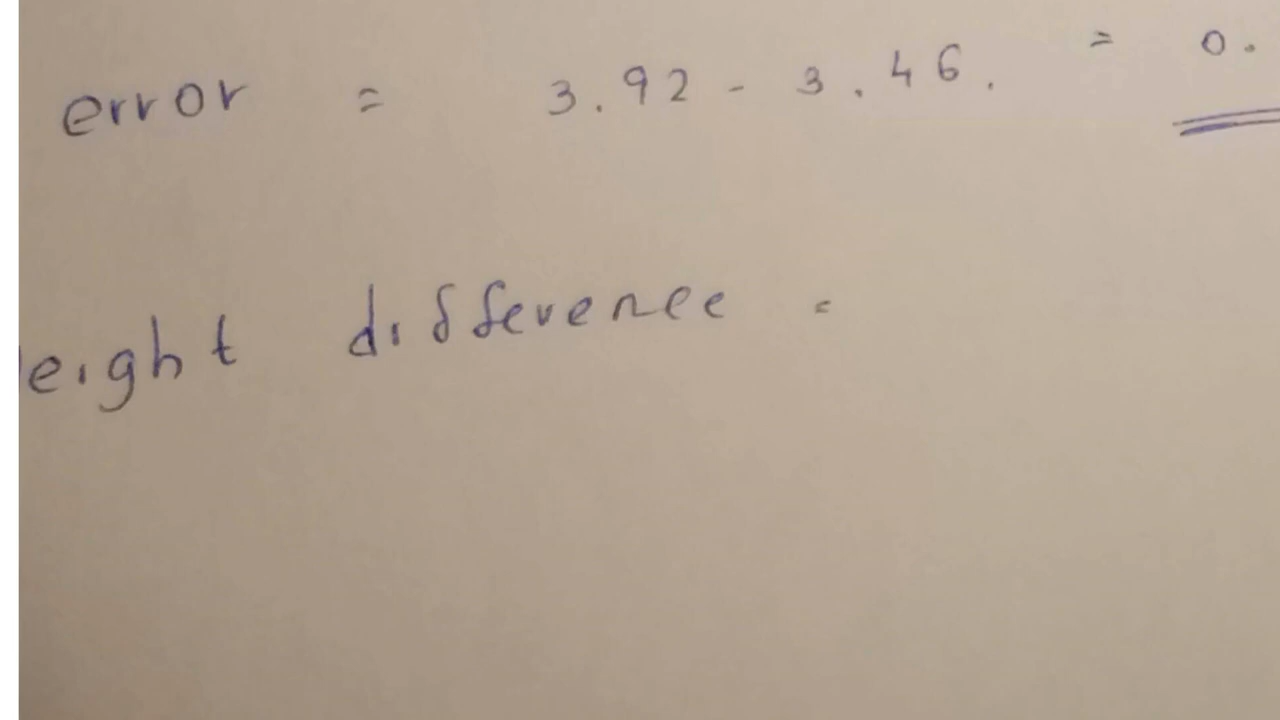 error = 3.92 - 3.46. = 0.
eight difference =